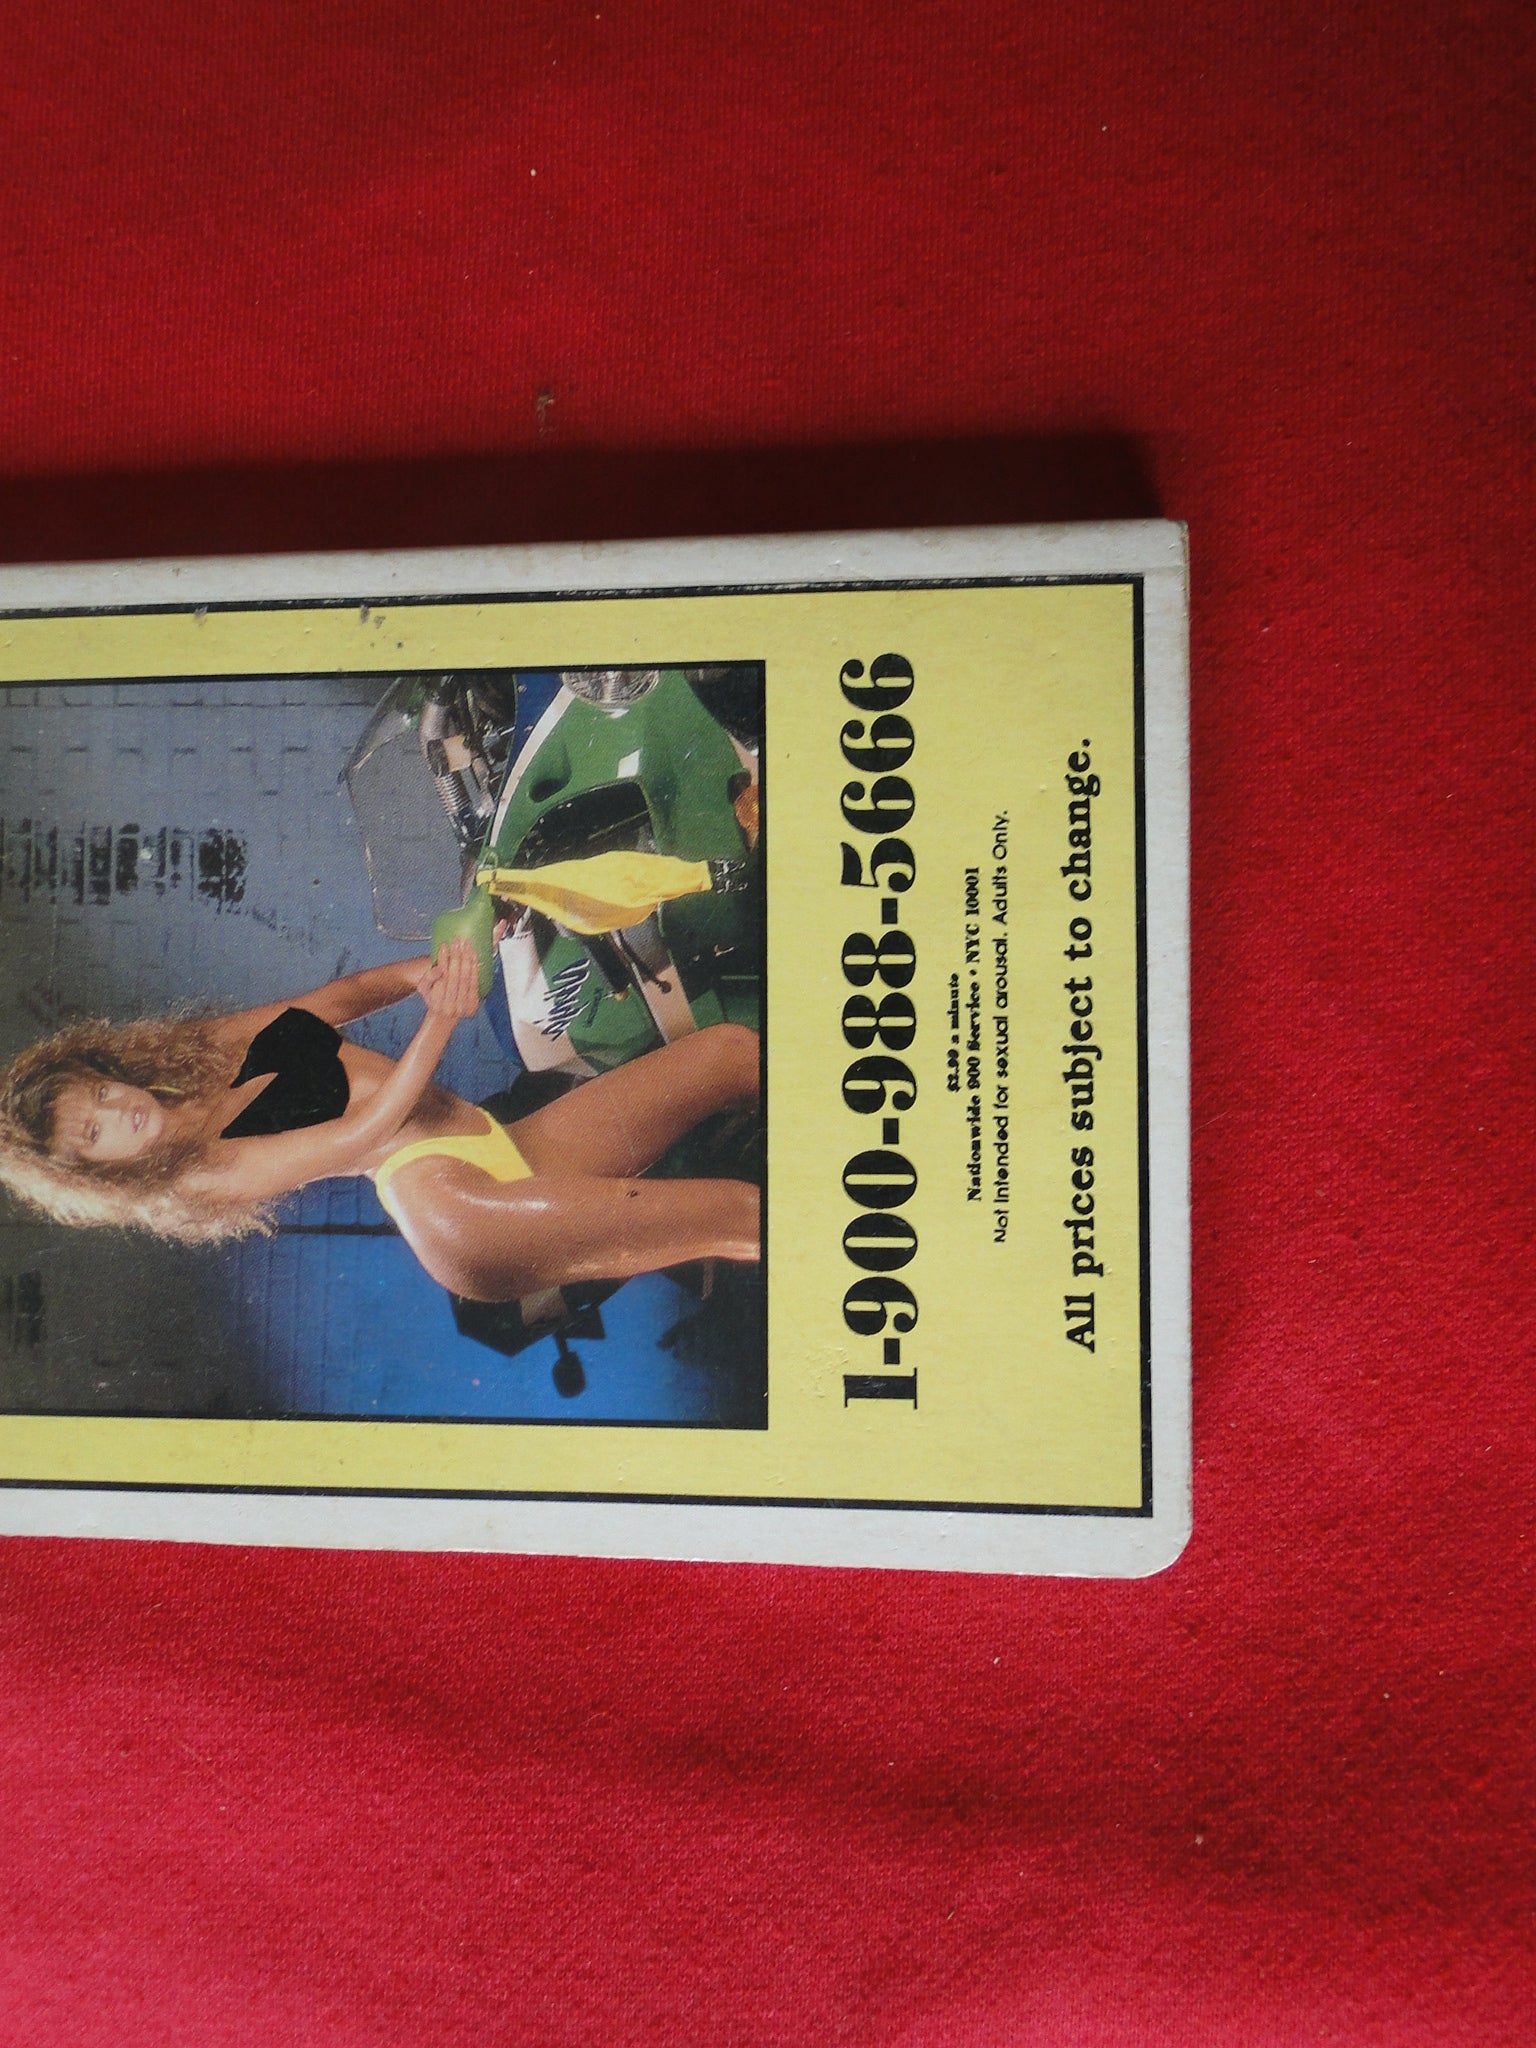 1-900-988-5666
$3.99 a minute
Nationwide 900 Service • NYC 10001
Not intended for sexual arousal. Adults Only.
All prices subject to change.